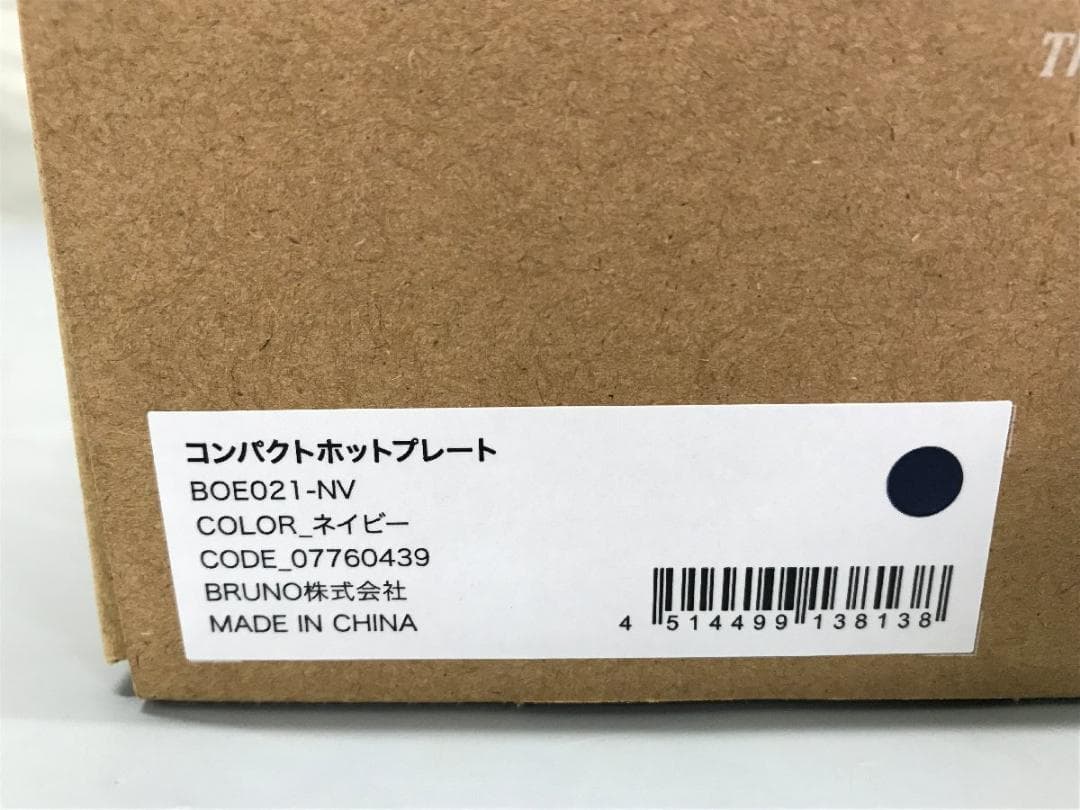 コンパクトホットプレート
BOE021-NV
COLOR_ネイビー
CODE_07760439
BRUNO株式会社
MADE IN CHINA
4 514499 138138